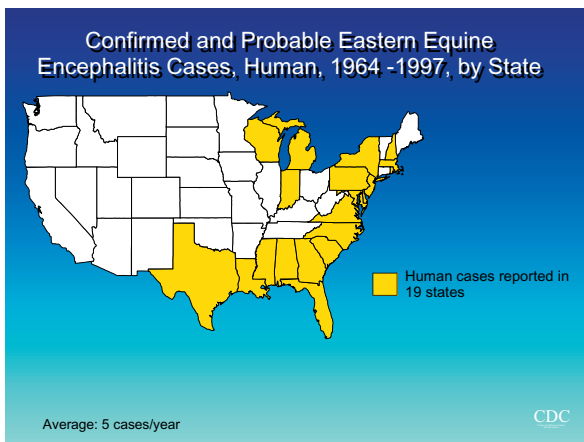 Confirmed and Probable Eastern Equine
Encephalitis Cases, Human, 1964 -1997, by State
Human cases reported in
19 states
Average: 5 cases/year
CDC